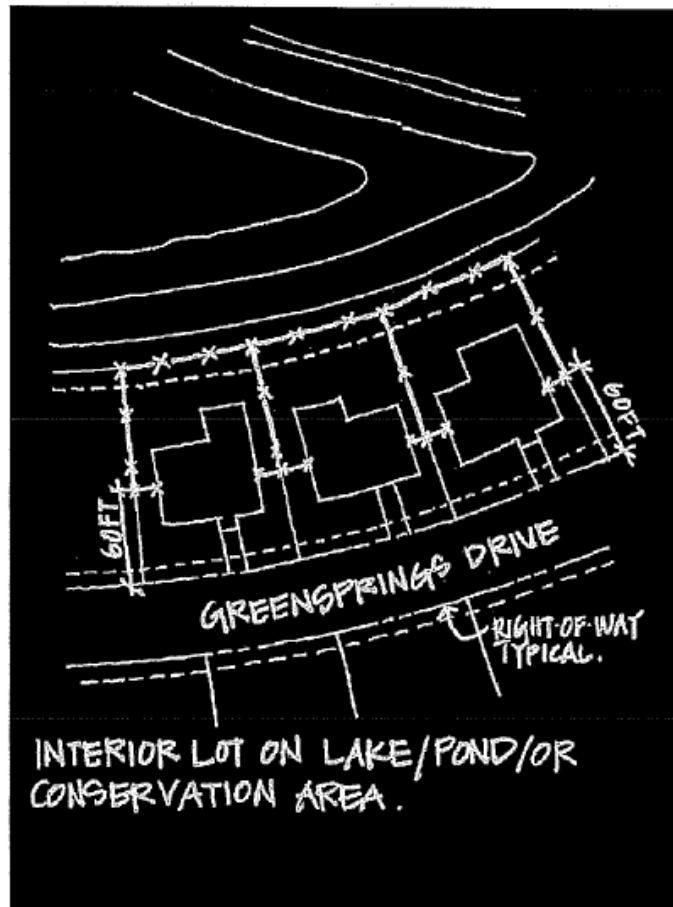 60FT
60FT
GREENSPRINGS DRIVE
RIGHT-OF-WAY
TYPICAL.
INTERIOR LOT ON LAKE/POND/OR
CONSERVATION AREA.